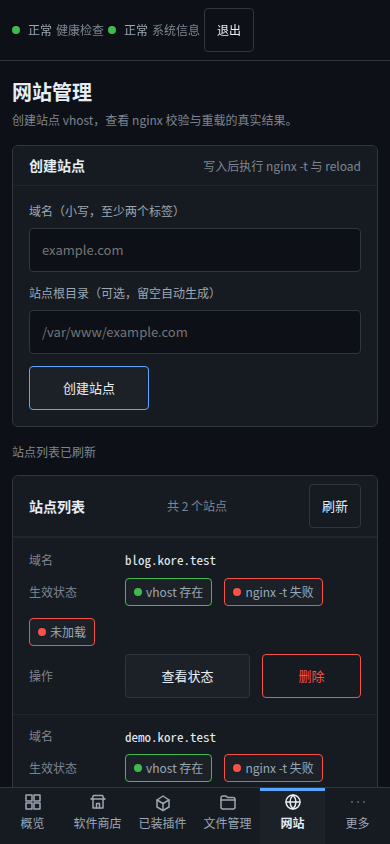 正常 健康检查 正常 系统信息 退出
网站管理
创建站点 vhost，查看 nginx 校验与重载的真实结果。
创建站点 写入后执行 nginx -t 与 reload
域名（小写，至少两个标签）
example.com
站点根目录（可选，留空自动生成）
/var/www/example.com
创建站点
站点列表已刷新
站点列表 共 2 个站点 刷新
域名 blog.kore.test
生效状态 vhost 存在 nginx -t 失败
未加载
操作 查看状态 删除
域名 demo.kore.test
生效状态 vhost 存在 nginx -t 失败
概览 软件商店 已装插件 文件管理 网站 更多